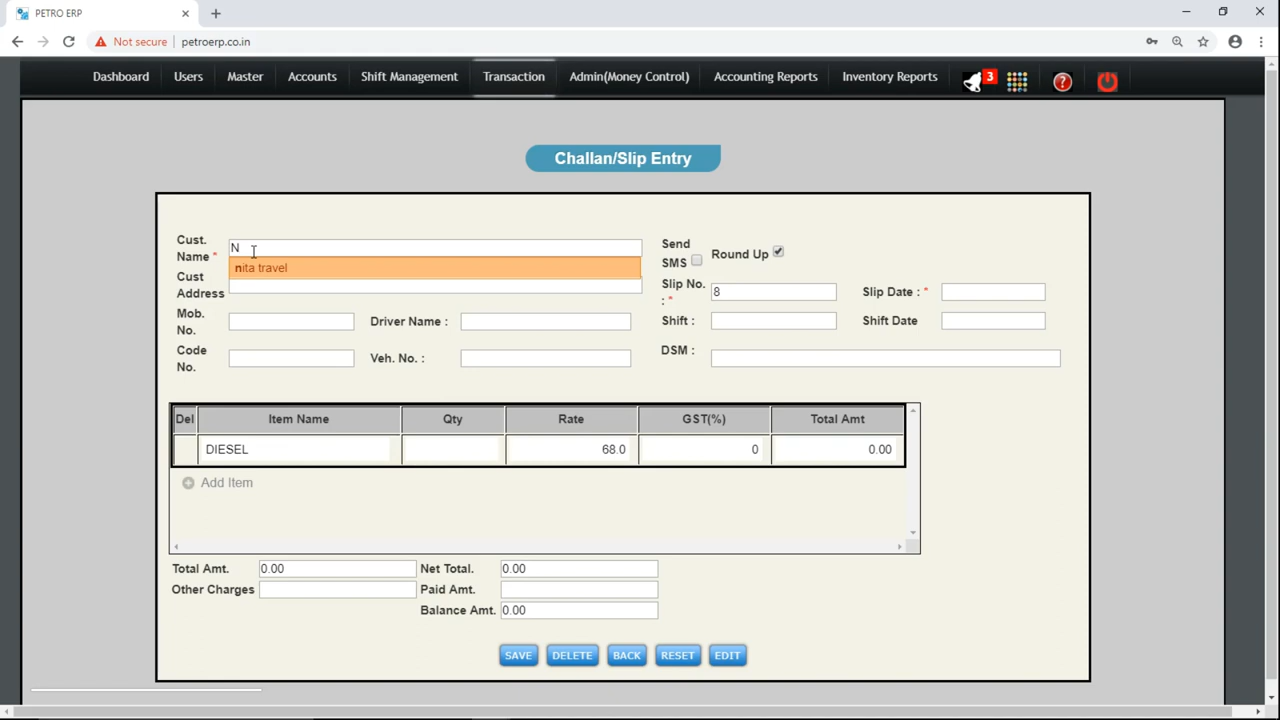 PETRO ERP
Not secure petroerp.co.in
Dashboard Users Master Accounts Shift Management Transaction Admin(Money Control) Accounting Reports Inventory Reports 3 ?
Challan/Slip Entry
Cust. Name * N
nita travel
Cust Address
Mob. No. Driver Name :
Code No. Veh. No. :
Send SMS Round Up
Slip No. : * 8 Slip Date : *
Shift : Shift Date
DSM :
Del Item Name Qty Rate GST(%) Total Amt
DIESEL 68.0 0 0.00
Add Item
Total Amt. 0.00 Net Total. 0.00
Other Charges Paid Amt.
Balance Amt. 0.00
SAVE DELETE BACK RESET EDIT